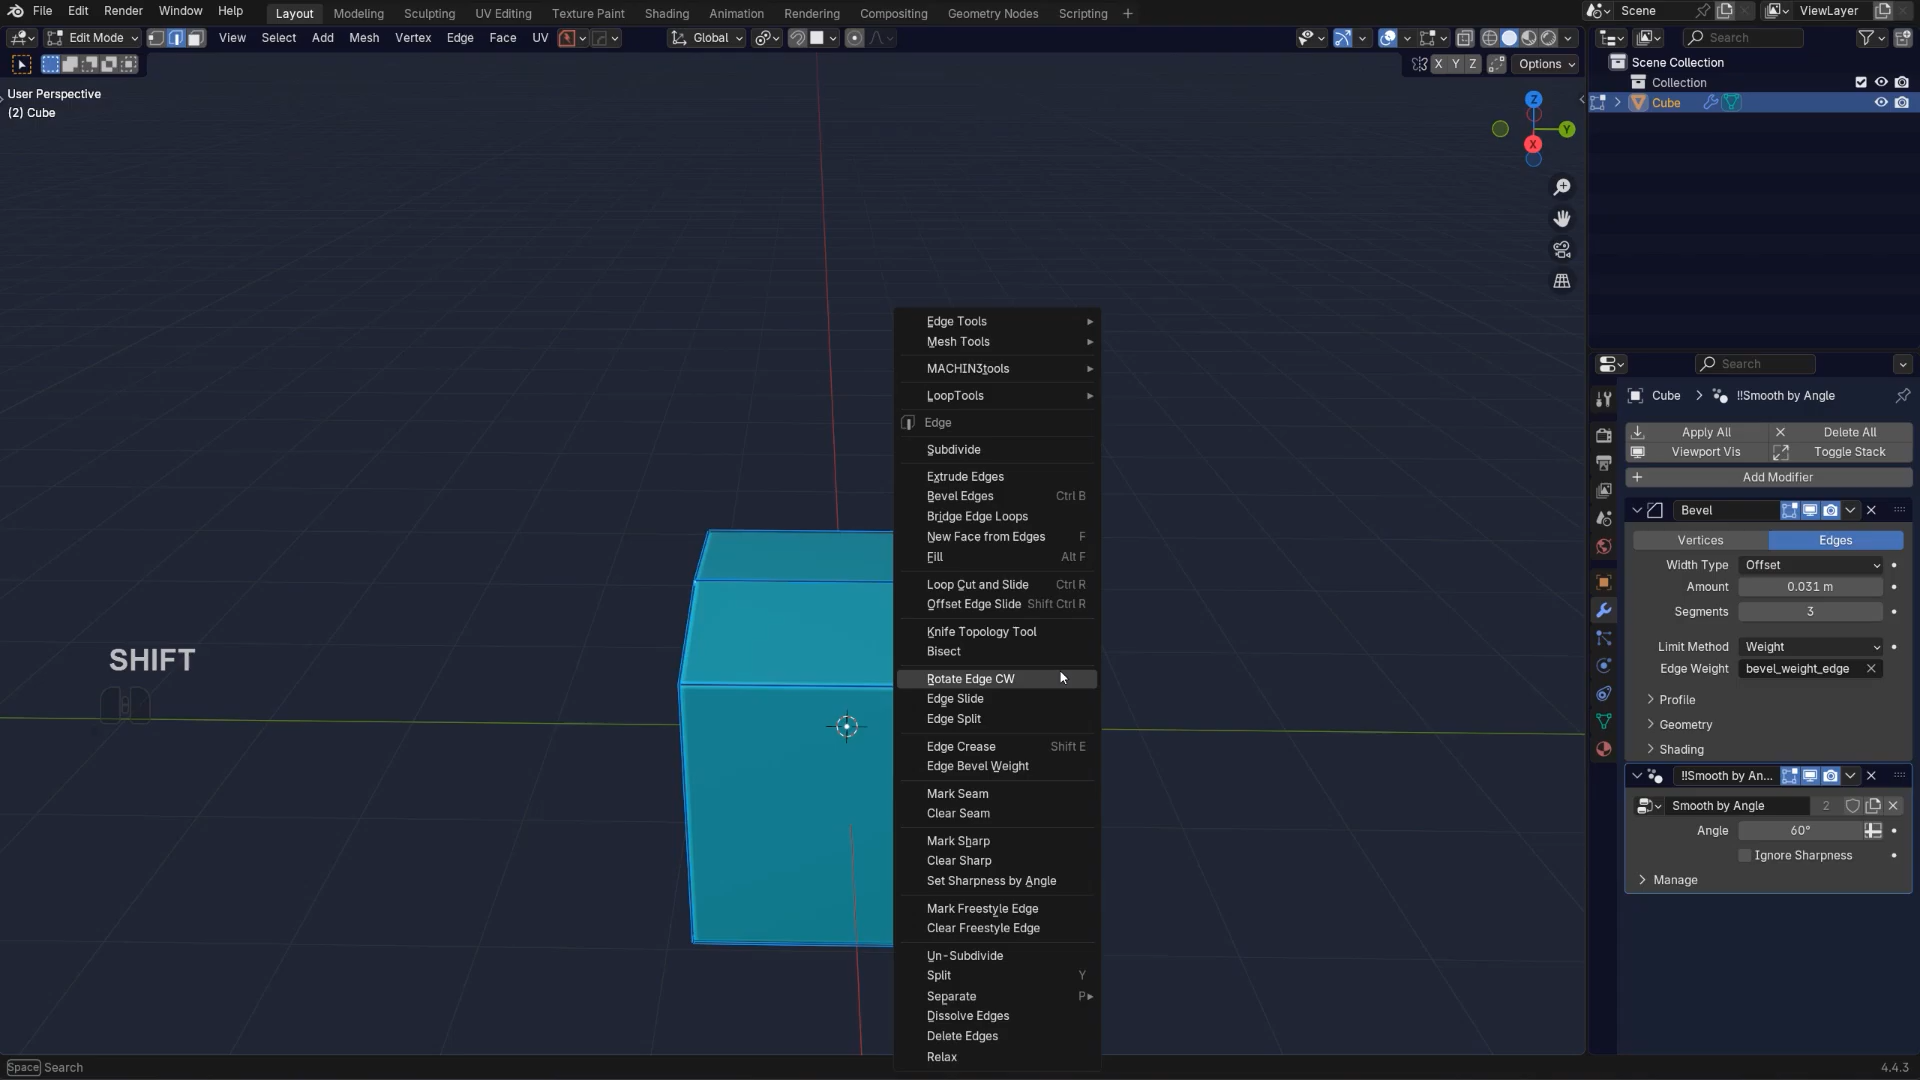 File Edit Render Window Help Layout Modeling Sculpting UV Editing Texture Paint Shading Animation Rendering Compositing Geometry Nodes Scripting + Scene ViewLayer
Edit Mode View Select Add Mesh Vertex Edge Face UV Global Search
X Y Z Options
Scene Collection
Collection
Cube
User Perspective
(2) Cube
Z
Y
X
Search
Cube > !!Smooth by Angle
Apply All Delete All
Viewport Vis Toggle Stack
Add Modifier
Bevel
Vertices Edges
Width Type Offset
Amount 0.031 m
Segments 3
Limit Method Weight
Edge Weight bevel_weight_edge
Profile
Geometry
Shading
!!Smooth by An...
Smooth by Angle 2
Angle 60°
Ignore Sharpness
Manage
Edge Tools
Mesh Tools
MACHIN3tools
LoopTools
Edge
Subdivide
Extrude Edges
Bevel Edges Ctrl B
Bridge Edge Loops
New Face from Edges F
Fill Alt F
Loop Cut and Slide Ctrl R
Offset Edge Slide Shift Ctrl R
Knife Topology Tool
Bisect
Rotate Edge CW
Edge Slide
Edge Split
Edge Crease Shift E
Edge Bevel Weight
Mark Seam
Clear Seam
Mark Sharp
Clear Sharp
Set Sharpness by Angle
Mark Freestyle Edge
Clear Freestyle Edge
Un-Subdivide
Split Y
Separate P
Dissolve Edges
Delete Edges
Relax
SHIFT
Space Search
4.4.3